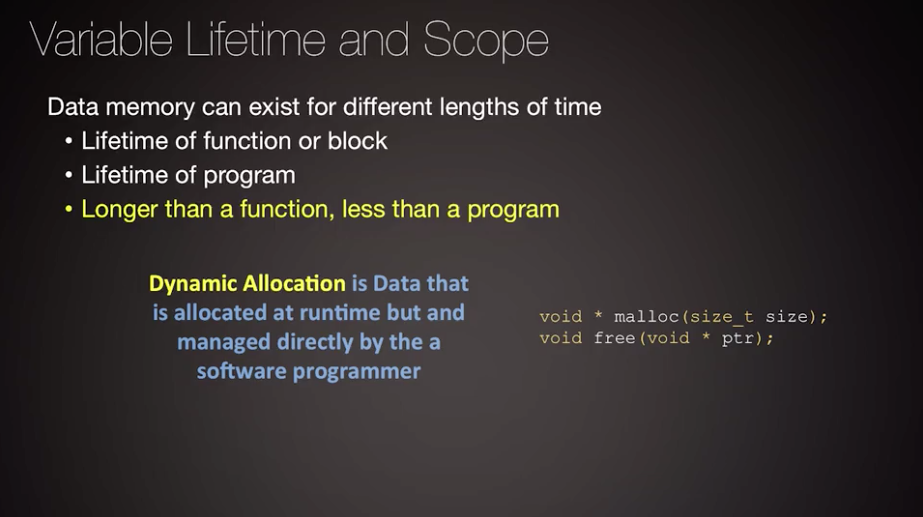 Variable Lifetime and Scope
Data memory can exist for different lengths of time
• Lifetime of function or block
• Lifetime of program
• Longer than a function, less than a program
Dynamic Allocation is Data that
is allocated at runtime but and
managed directly by the a
software programmer
void * malloc(size_t size);
void free(void * ptr);